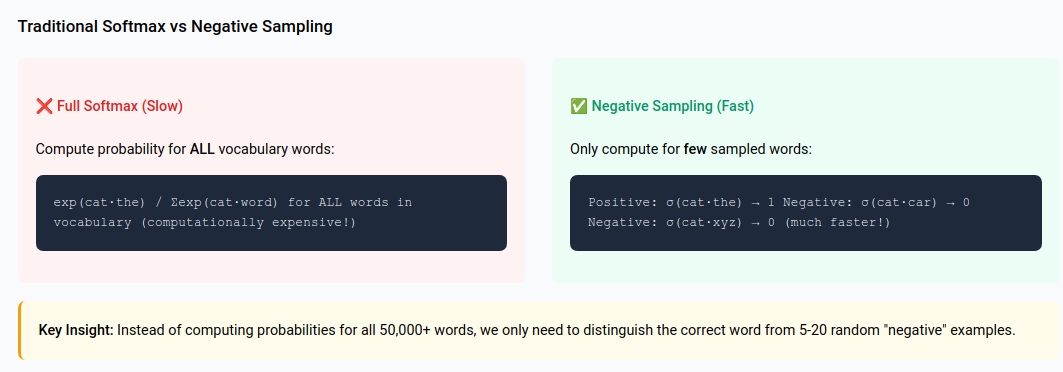 Traditional Softmax vs Negative Sampling
❌ Full Softmax (Slow)
Compute probability for ALL vocabulary words:
exp(cat·the) / Σexp(cat·word) for ALL words in
vocabulary (computationally expensive!)
✅ Negative Sampling (Fast)
Only compute for few sampled words:
Positive: σ(cat·the) → 1 Negative: σ(cat·car) → 0
Negative: σ(cat·xyz) → 0 (much faster!)
Key Insight: Instead of computing probabilities for all 50,000+ words, we only need to distinguish the correct word from 5-20 random "negative" examples.